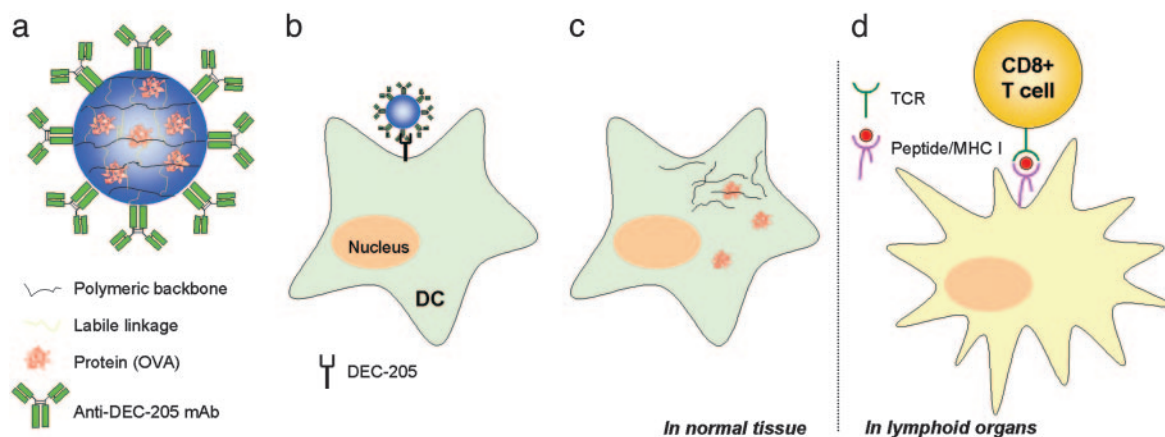 a
b
c
d
CD8+
T cell
TCR
Peptide/MHC I
Nucleus
DC
Polymeric backbone
Labile linkage
Protein (OVA)
Anti-DEC-205 mAb
DEC-205
In normal tissue
In lymphoid organs